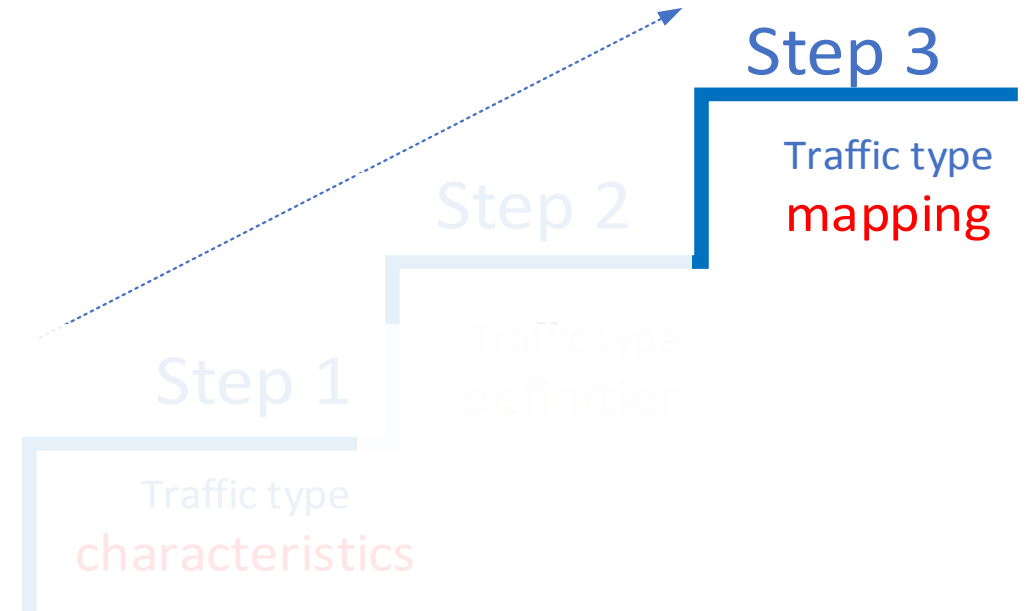 Step 3
Traffic type
mapping
Step 2
Traffic type
definition
Step 1
Traffic type
characteristics